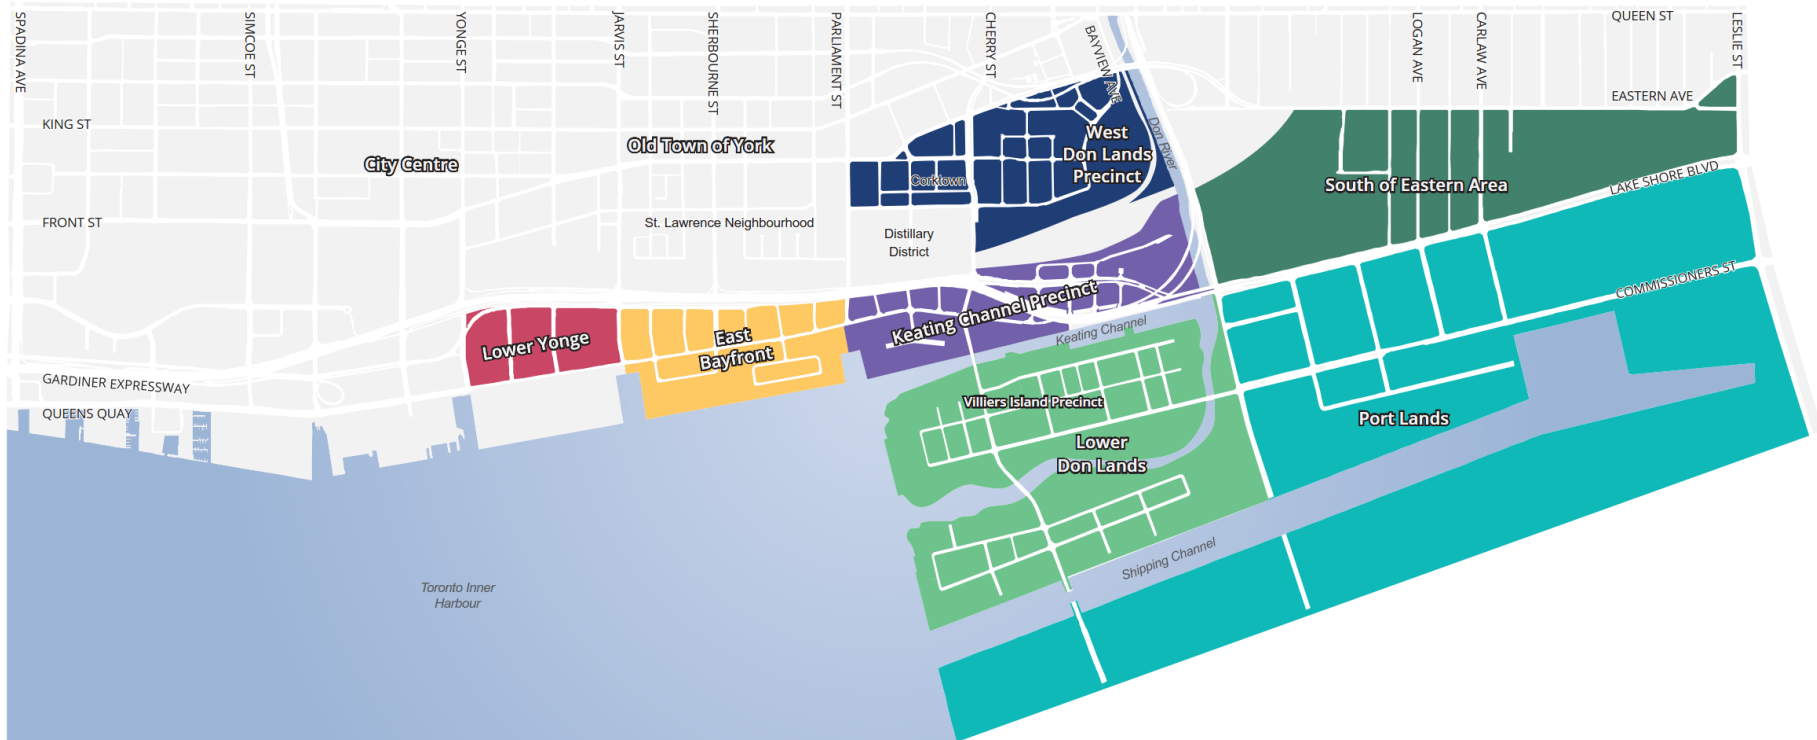 SPADINA AVE
SIMCOE ST
YONGE ST
JARVIS ST
SHERBOURNE ST
PARLIAMENT ST
CHERRY ST
BAYVIEW AVE
LOGAN AVE
CARLAW AVE
QUEEN ST
LESLIE ST
EASTERN AVE
KING ST
City Centre
Old Town of York
West
Don Lands
Precinct
Don River
Corktown
South of Eastern Area
LAKE SHORE BLVD
FRONT ST
St. Lawrence Neighbourhood
Distillary
District
COMMISSIONERS ST
Keating Channel Precinct
Keating Channel
Lower Yonge
East
Bayfront
GARDINER EXPRESSWAY
QUEENS QUAY
Villiers Island Precinct
Lower
Don Lands
Port Lands
Shipping Channel
Toronto Inner
Harbour